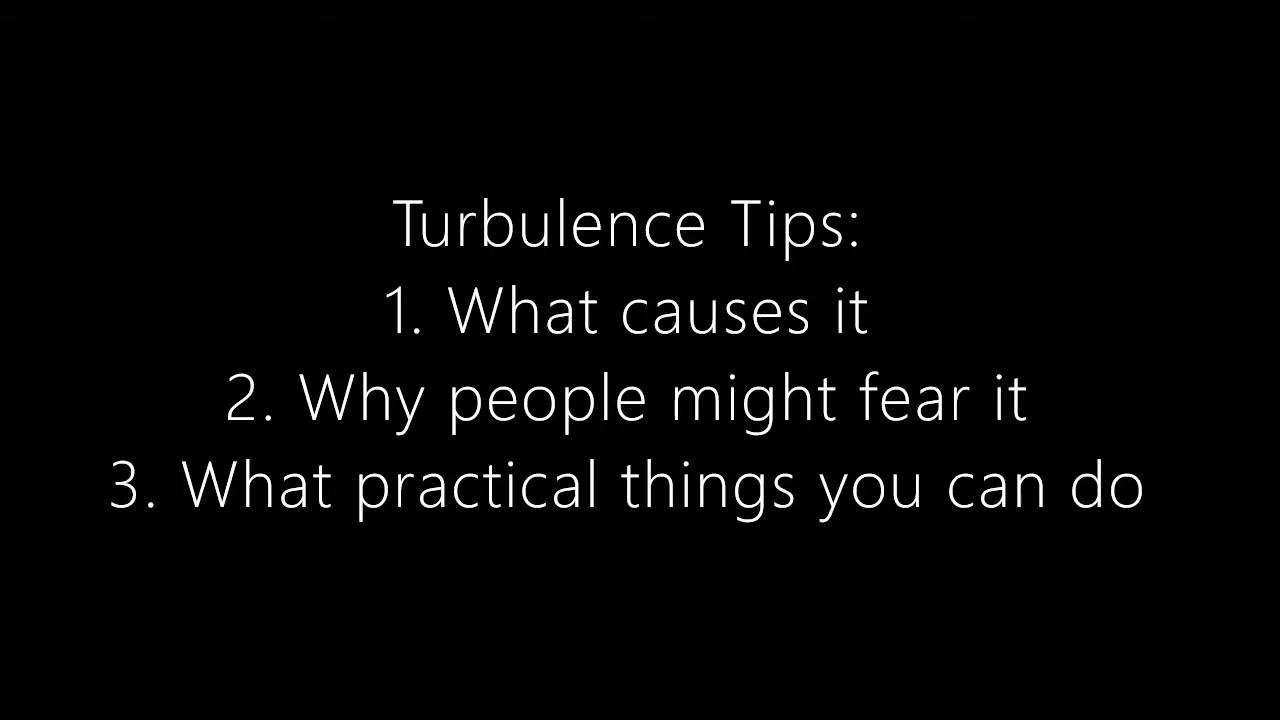 Turbulence Tips:
1. What causes it
2. Why people might fear it
3. What practical things you can do